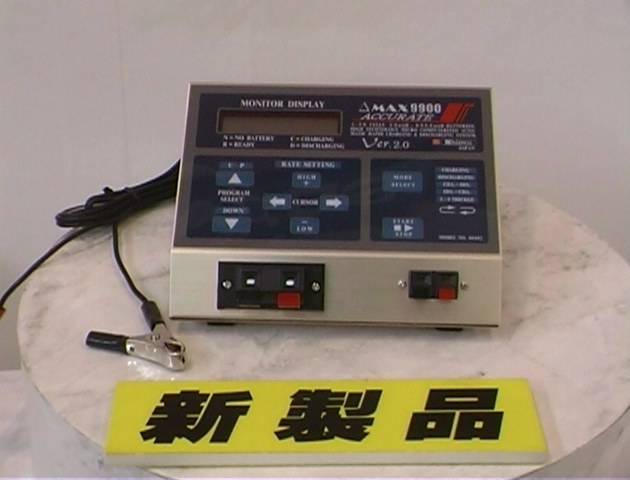 MONITOR DISPLAY
N = NO BATTERY C = CHARGING
R = READY D = DISCHARGING
AMAX 9900
ACCURATE
Ver. 2.0
UP
PROGRAM
SELECT
DOWN
RATE SETTING
HIGH
+
CURSOR
−
LOW
MODE
SELECT
START
STOP
CHARGING
DISCHARGING
新製品